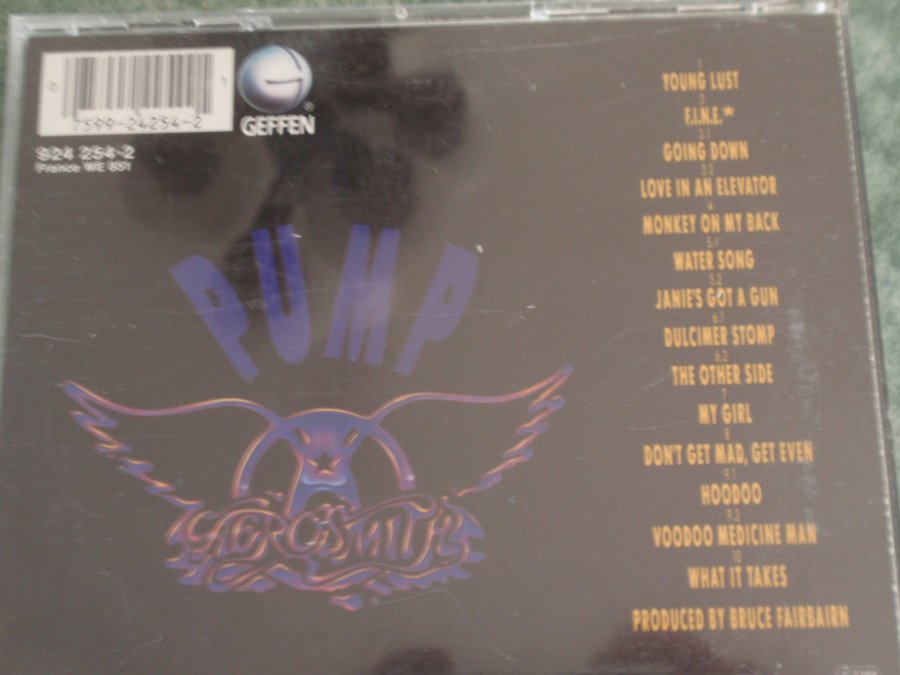 7599-24254-2
GEFFEN
®
924 254-2
France WE 851
PUMP
AEROSMITH
1
YOUNG LUST
2
F.I.N.E.*
3.1
GOING DOWN
3.2
LOVE IN AN ELEVATOR
4
MONKEY ON MY BACK
5.1
WATER SONG
5.2
JANIE'S GOT A GUN
6.1
DULCIMER STOMP
6.2
THE OTHER SIDE
7
MY GIRL
8
DON'T GET MAD, GET EVEN
9.1
HOODOO
9.2
VOODOO MEDICINE MAN
10
WHAT IT TAKES
PRODUCED BY BRUCE FAIRBAIRN